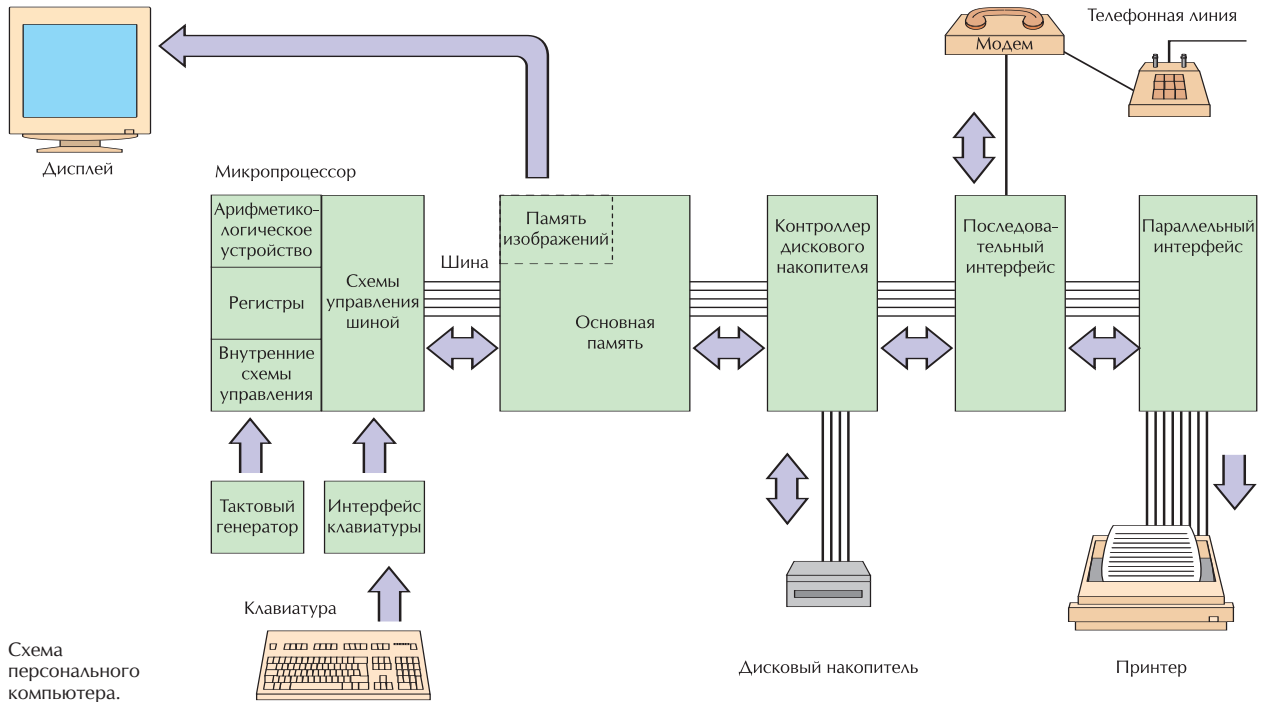 Телефонная линия
Модем
Дисплей
Микропроцессор
Арифметико-
логическое
устройство
Регистры
Внутренние
схемы
управления
Схемы
управления
шиной
Шина
Память
изображений
Основная
память
Контроллер
дискового
накопителя
Последова-
тельный
интерфейс
Параллельный
интерфейс
Тактовый
генератор
Интерфейс
клавиатуры
Клавиатура
Дисковый накопитель
Принтер
Схема
персонального
компьютера.